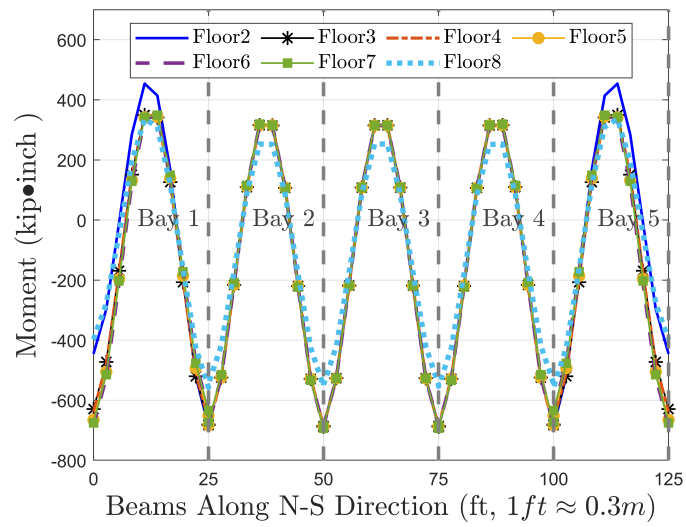 Floor2 Floor3 Floor4 Floor5
Floor6 Floor7 Floor8
600
400
200
0
-200
-400
-600
-800
Moment (kip●inch )
Bay 1 Bay 2 Bay 3 Bay 4 Bay 5
0 25 50 75 100 125
Beams Along N-S Direction (ft, 1ft ≈ 0.3m)